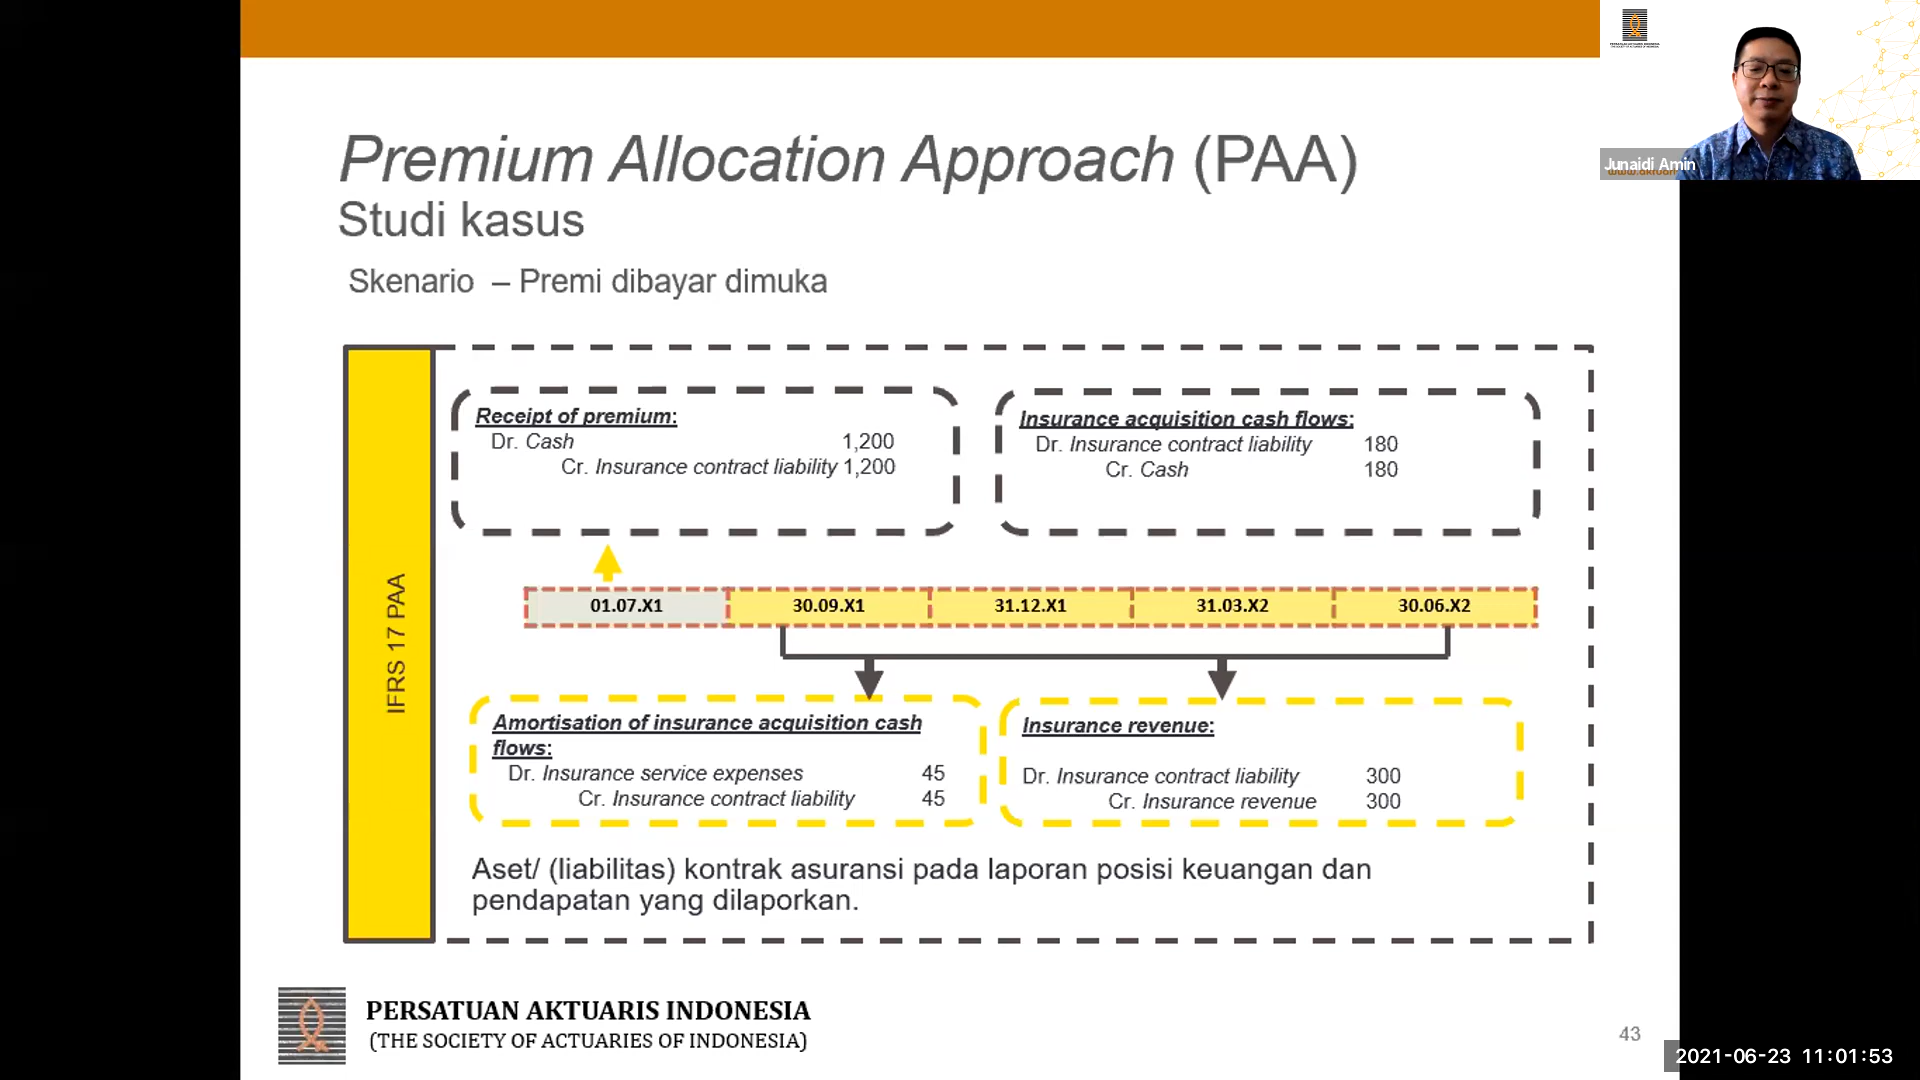 Premium Allocation Approach (PAA)
Studi kasus
Skenario – Premi dibayar dimuka
IFRS 17 PAA
Receipt of premium:
Dr. Cash 1,200
Cr. Insurance contract liability 1,200
Insurance acquisition cash flows:
Dr. Insurance contract liability 180
Cr. Cash 180
01.07.X1 30.09.X1 31.12.X1 31.03.X2 30.06.X2
Amortisation of insurance acquisition cash
flows:
Dr. Insurance service expenses 45
Cr. Insurance contract liability 45
Insurance revenue:
Dr. Insurance contract liability 300
Cr. Insurance revenue 300
Aset/ (liabilitas) kontrak asuransi pada laporan posisi keuangan dan
pendapatan yang dilaporkan.
PERSATUAN AKTUARIS INDONESIA
(THE SOCIETY OF ACTUARIES OF INDONESIA)
43
Junaidi Amin
PERSATUAN AKTUARIS INDONESIA
2021-06-23 11:01:53